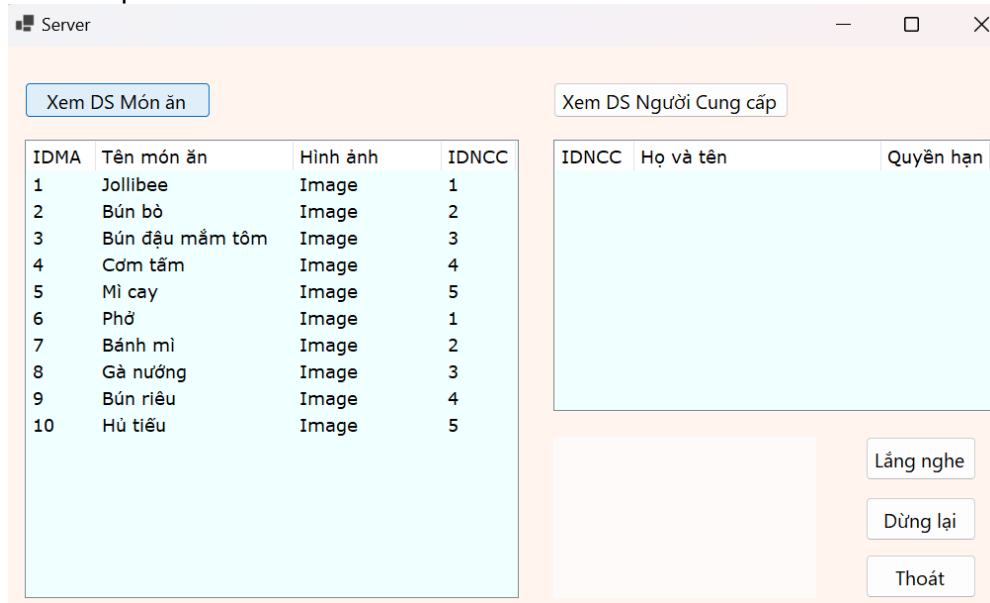 Server
Xem DS Món ăn
Xem DS Người Cung cấp
IDMA Tên món ăn Hình ảnh IDNCC
1 Jollibee Image 1
2 Bún bò Image 2
3 Bún đậu mắm tôm Image 3
4 Cơm tấm Image 4
5 Mì cay Image 5
6 Phở Image 1
7 Bánh mì Image 2
8 Gà nướng Image 3
9 Bún riêu Image 4
10 Hủ tiếu Image 5
IDNCC Họ và tên Quyền hạn
Lắng nghe
Dừng lại
Thoát